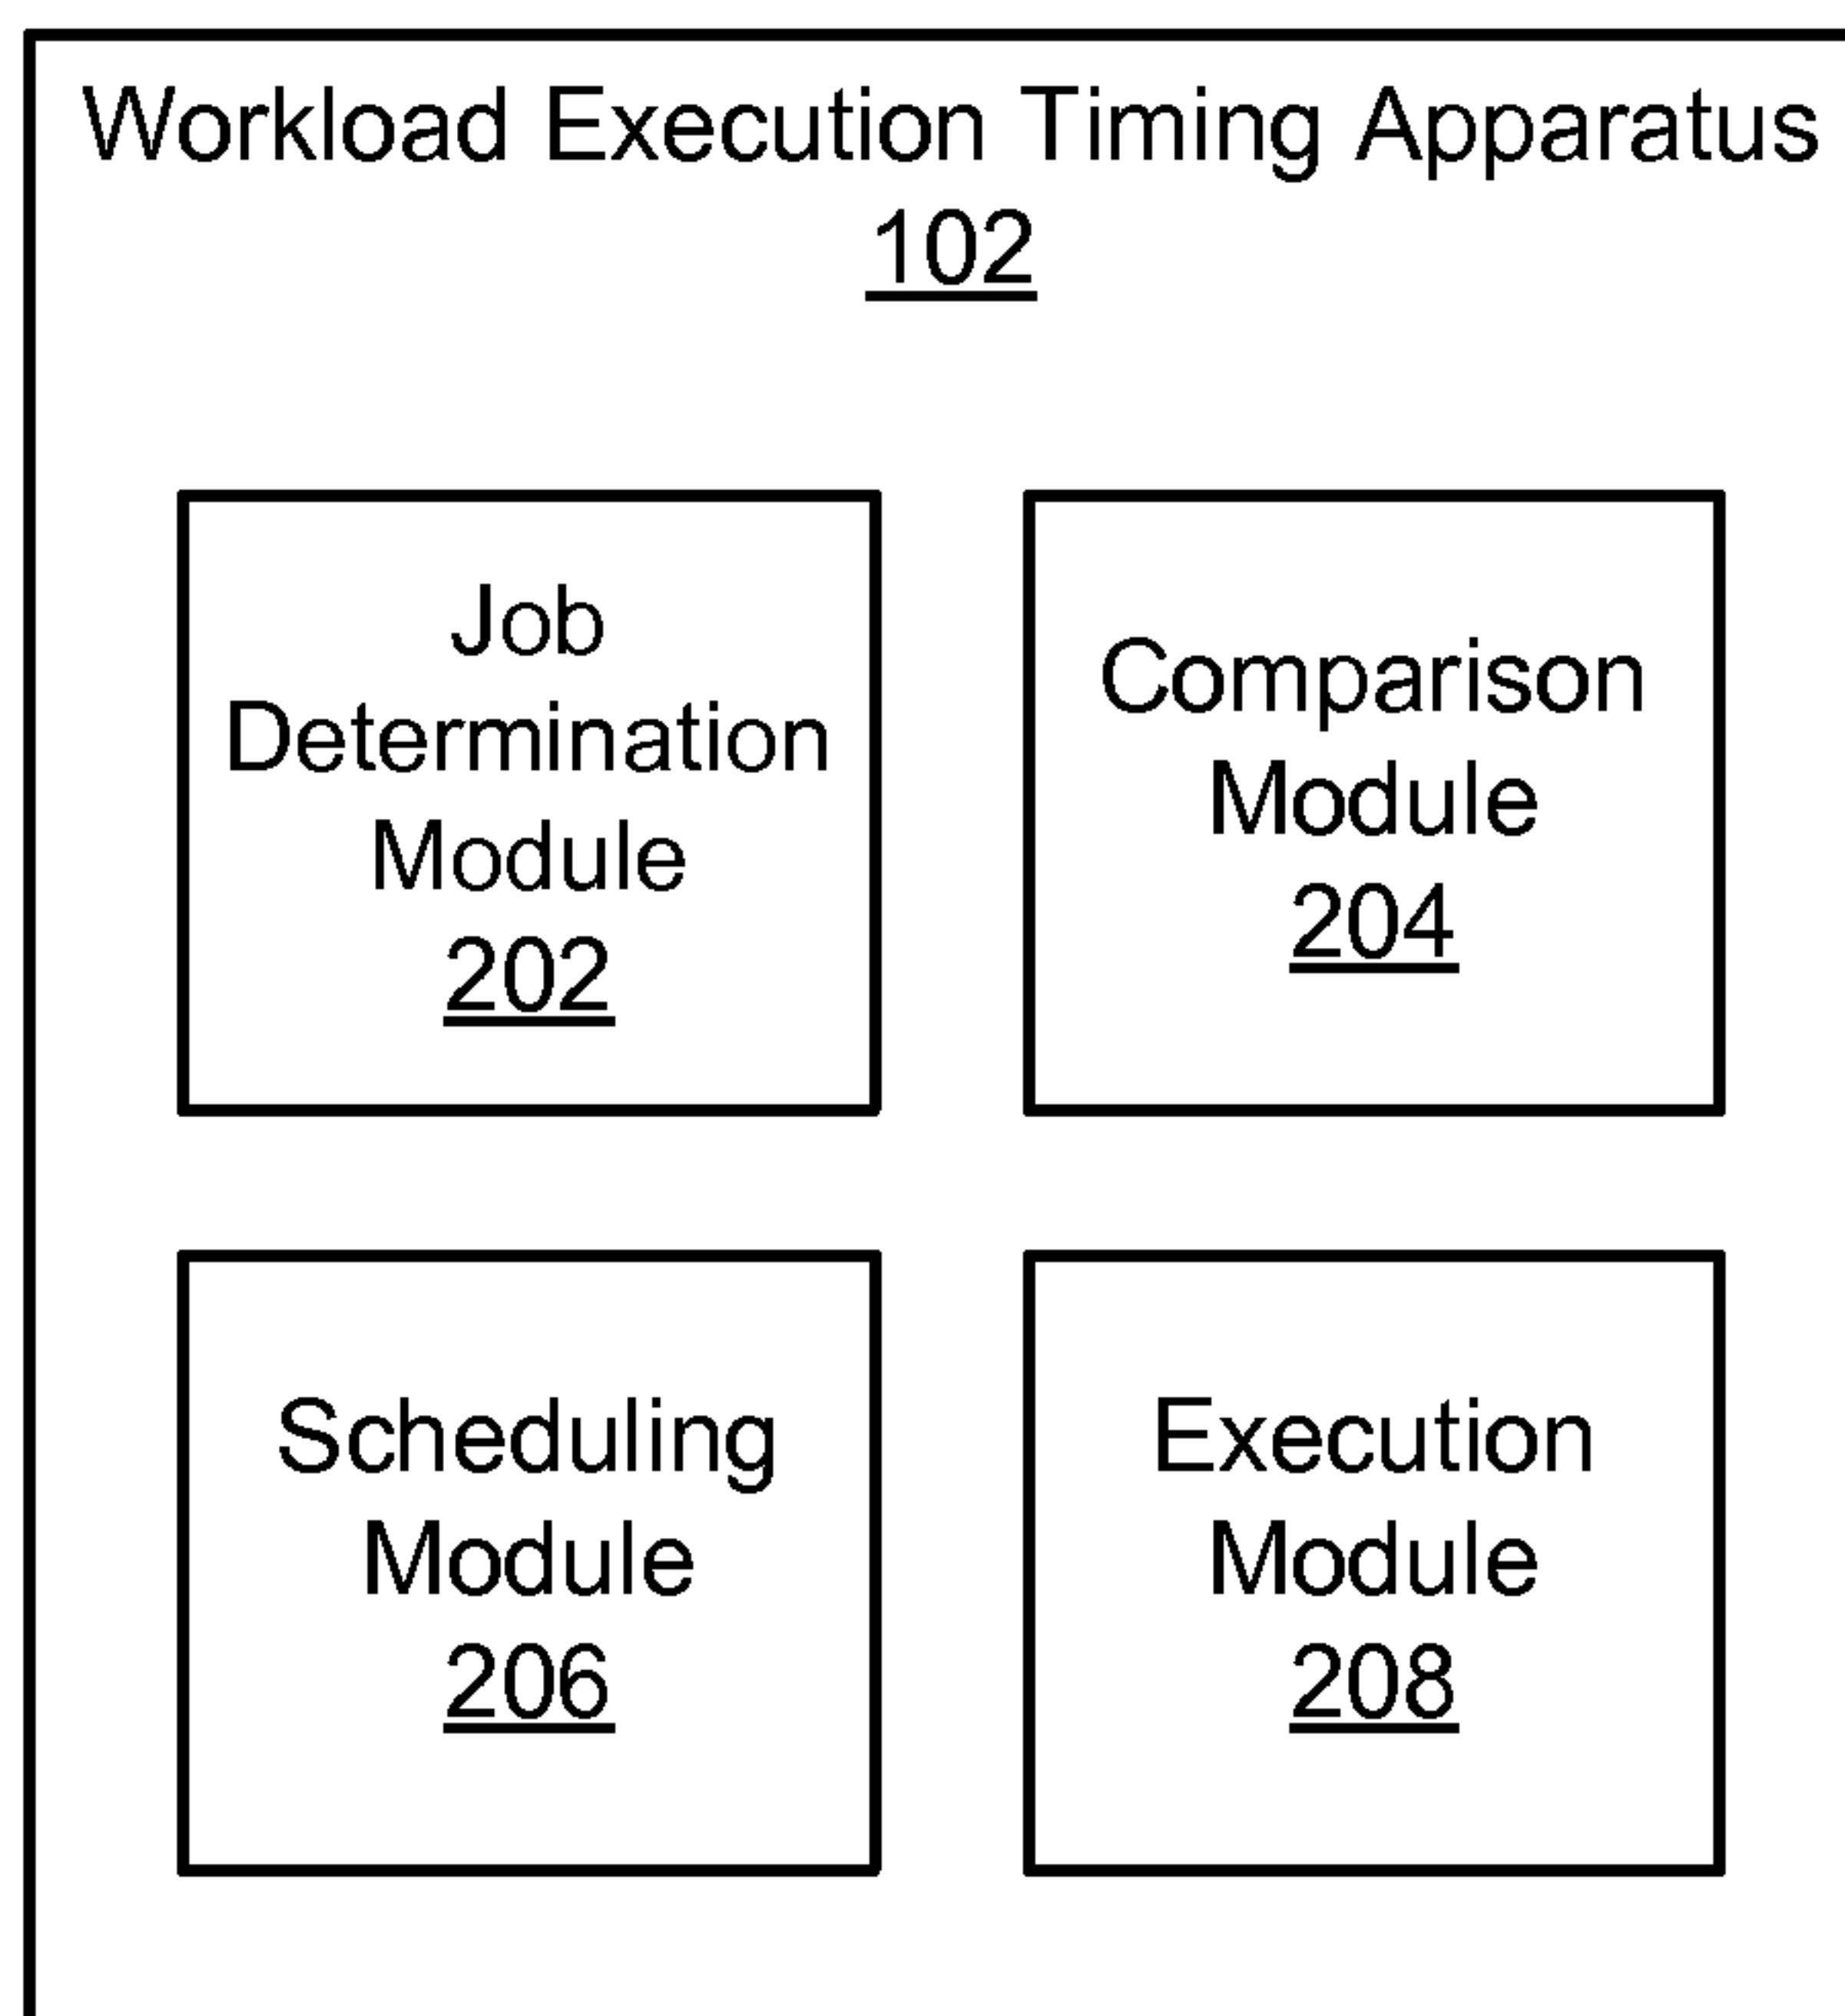 Workload Execution Timing Apparatus
102
Job
Determination
Module
202
Comparison
Module
204
Scheduling
Module
206
Execution
Module
208